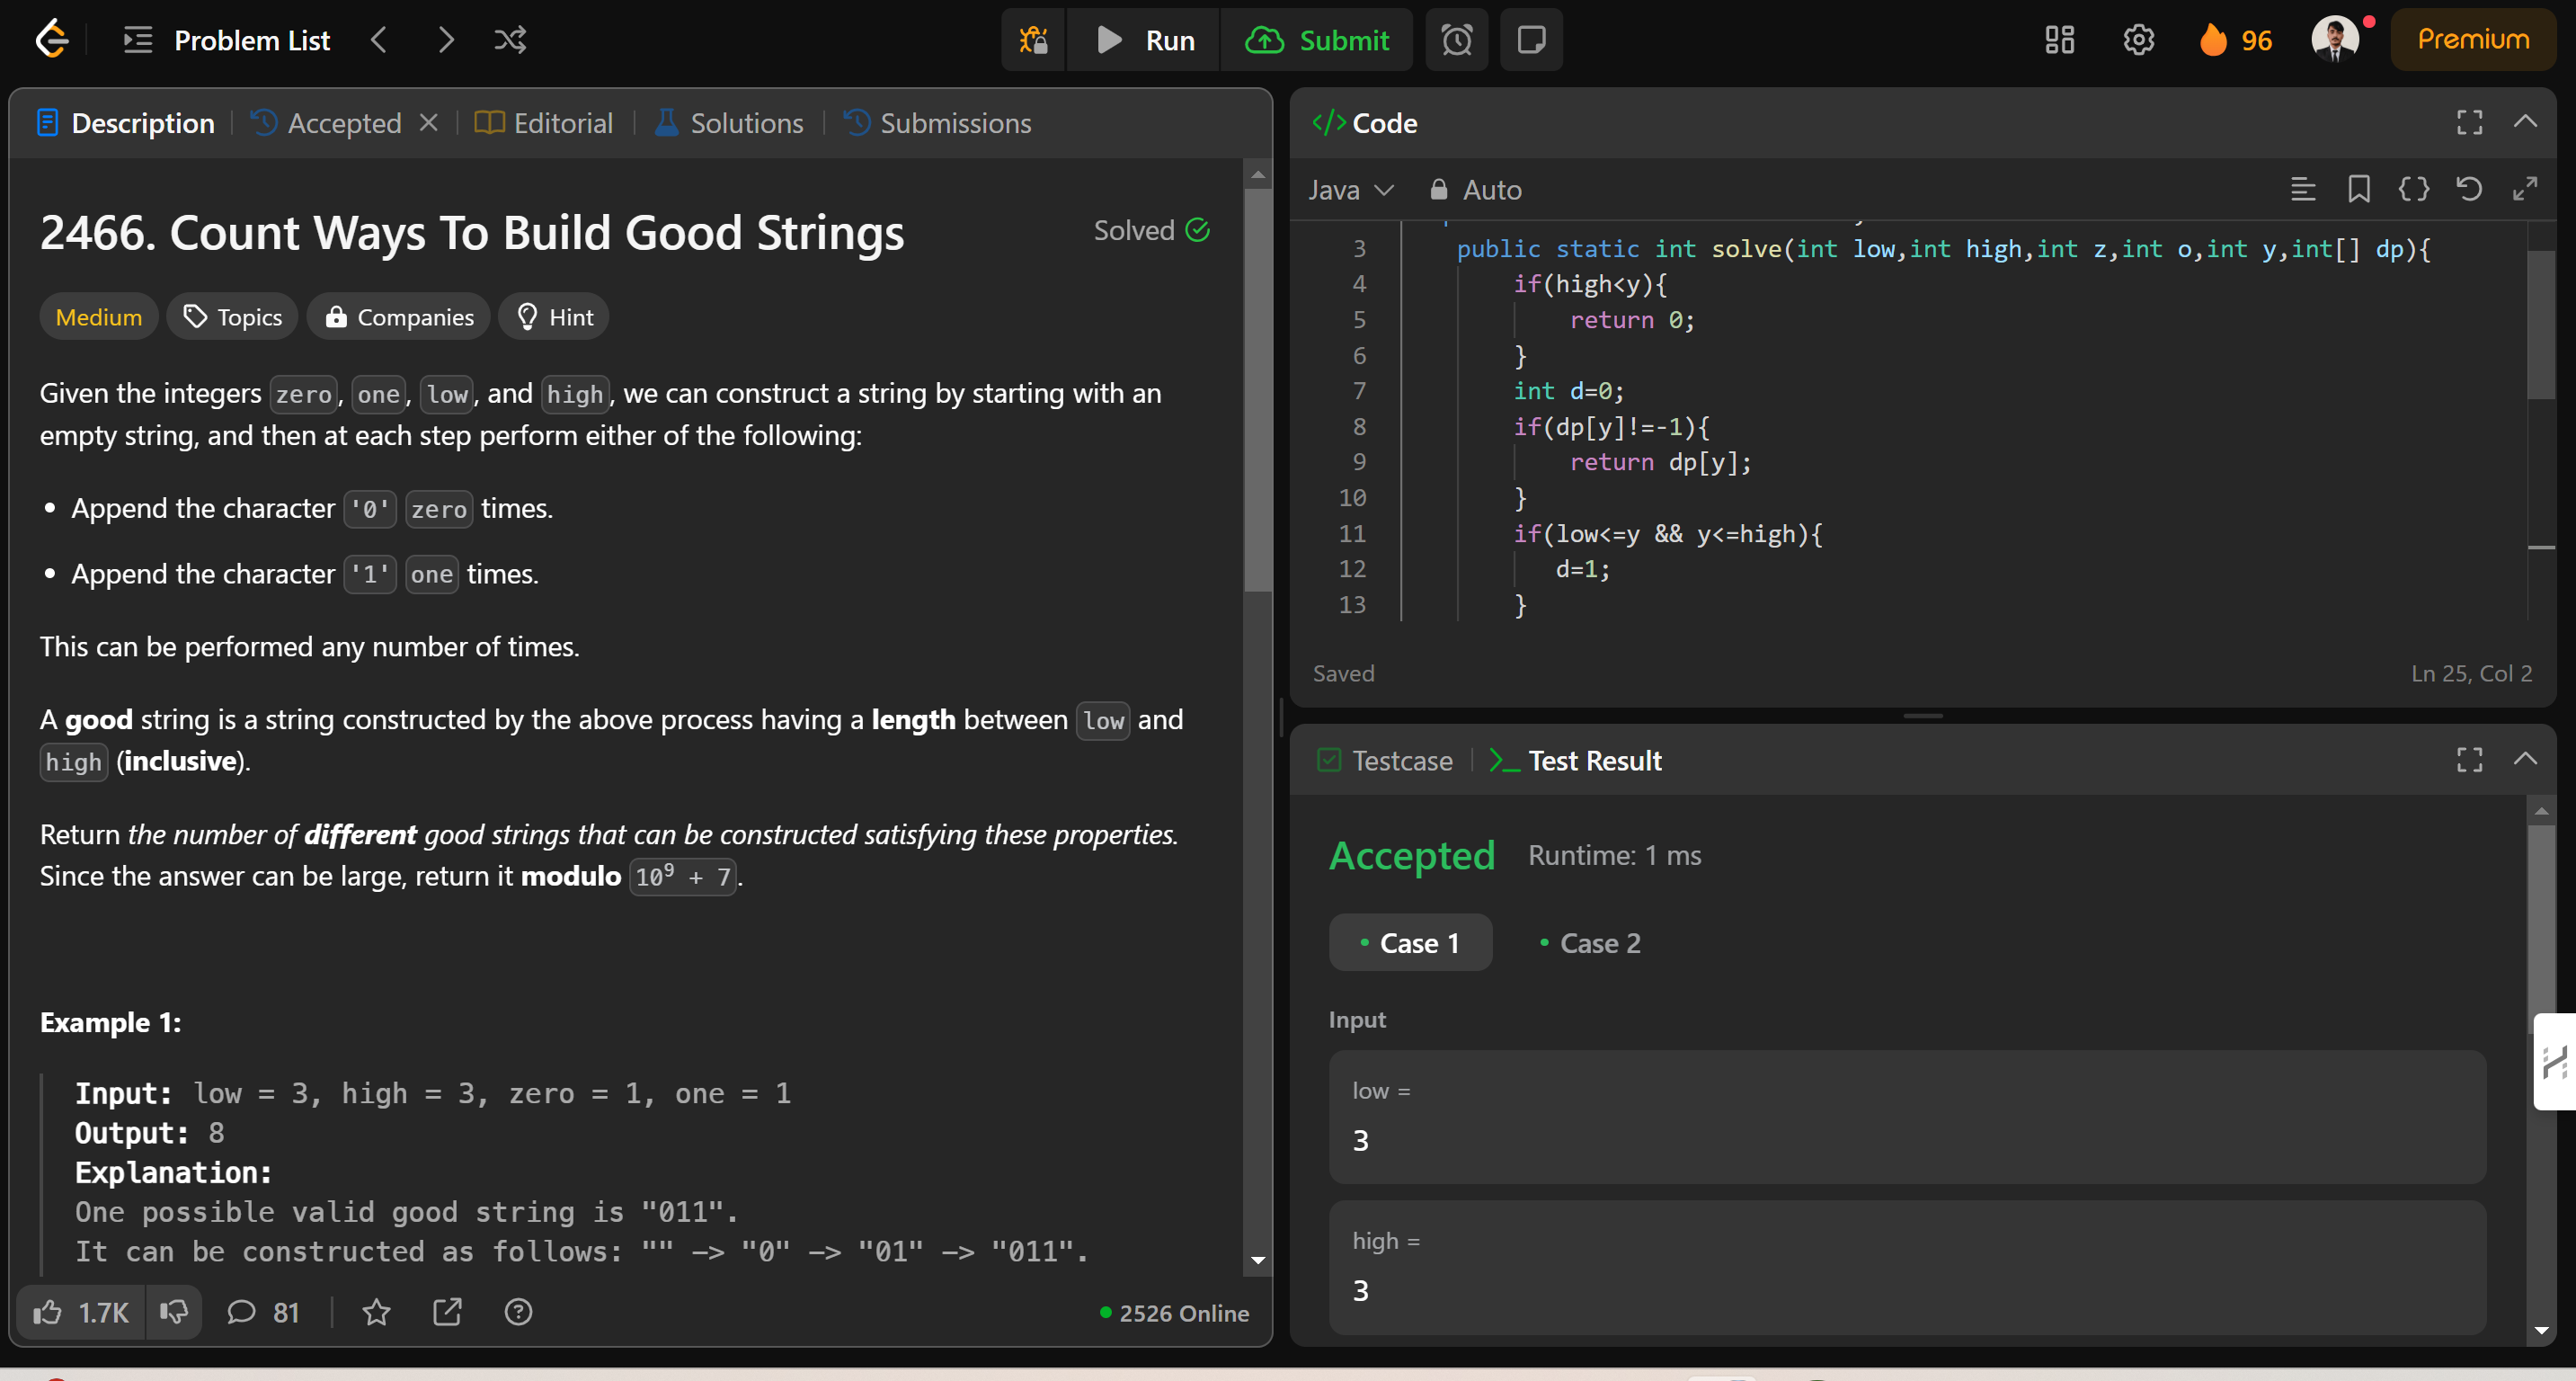 Problem List
Run
Submit
96
Premium
Description
Accepted
Editorial
Solutions
Submissions
2466. Count Ways To Build Good Strings
Solved
Medium
Topics
Companies
Hint
Given the integers zero, one, low, and high, we can construct a string by starting with an
empty string, and then at each step perform either of the following:
• Append the character '0' zero times.
• Append the character '1' one times.
This can be performed any number of times.
A good string is a string constructed by the above process having a length between low and
high (inclusive).
Return the number of different good strings that can be constructed satisfying these properties.
Since the answer can be large, return it modulo 10⁹ + 7.
Example 1:
Input: low = 3, high = 3, zero = 1, one = 1
Output: 8
Explanation:
One possible valid good string is "011".
It can be constructed as follows: "" -> "0" -> "01" -> "011".
1.7K
81
2526 Online
</> Code
Java
Auto
3 public static int solve(int low,int high,int z,int o,int y,int[] dp){
4 if(high<y){
5 return 0;
6 }
7 int d=0;
8 if(dp[y]!=-1){
9 return dp[y];
10 }
11 if(low<=y && y<=high){
12 d=1;
13 }
Saved
Ln 25, Col 2
Testcase
Test Result
Accepted
Runtime: 1 ms
• Case 1
• Case 2
Input
low =
3
high =
3